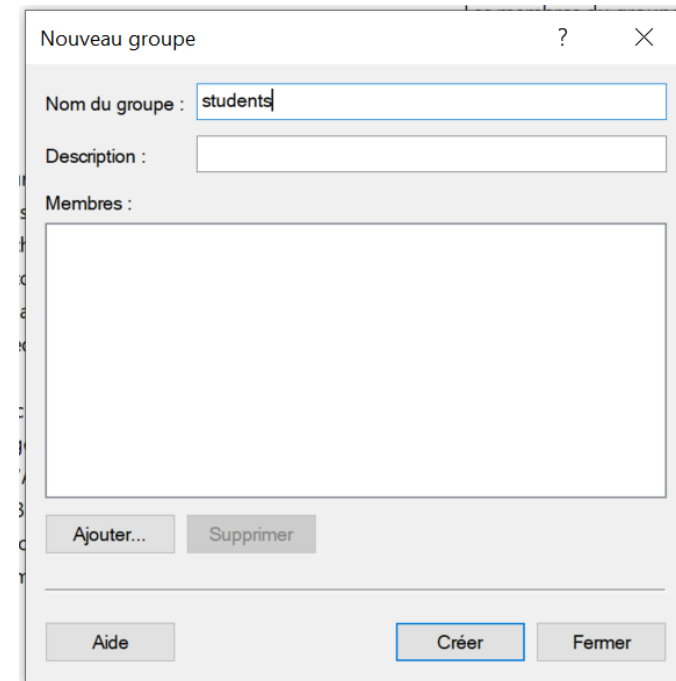 Nouveau groupe ?
Nom du groupe : students
Description :
Membres :
Ajouter... Supprimer
Aide Créer Fermer